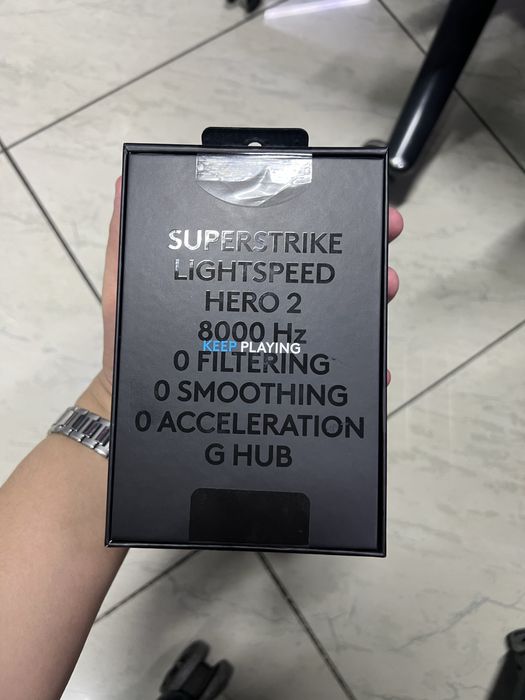 SUPERSTRIKE
LIGHTSPEED
HERO 2
8000 Hz
KEEP PLAYING
0 FILTERING
0 SMOOTHING
0 ACCELERATION
G HUB